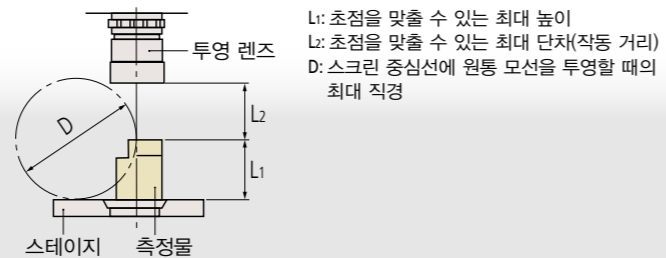 투영 렌즈
D
L2
L1
스테이지
측정물
L1: 초점을 맞출 수 있는 최대 높이
L2: 초점을 맞출 수 있는 최대 단차(작동 거리)
D: 스크린 중심선에 원통 모선을 투영할 때의
최대 직경